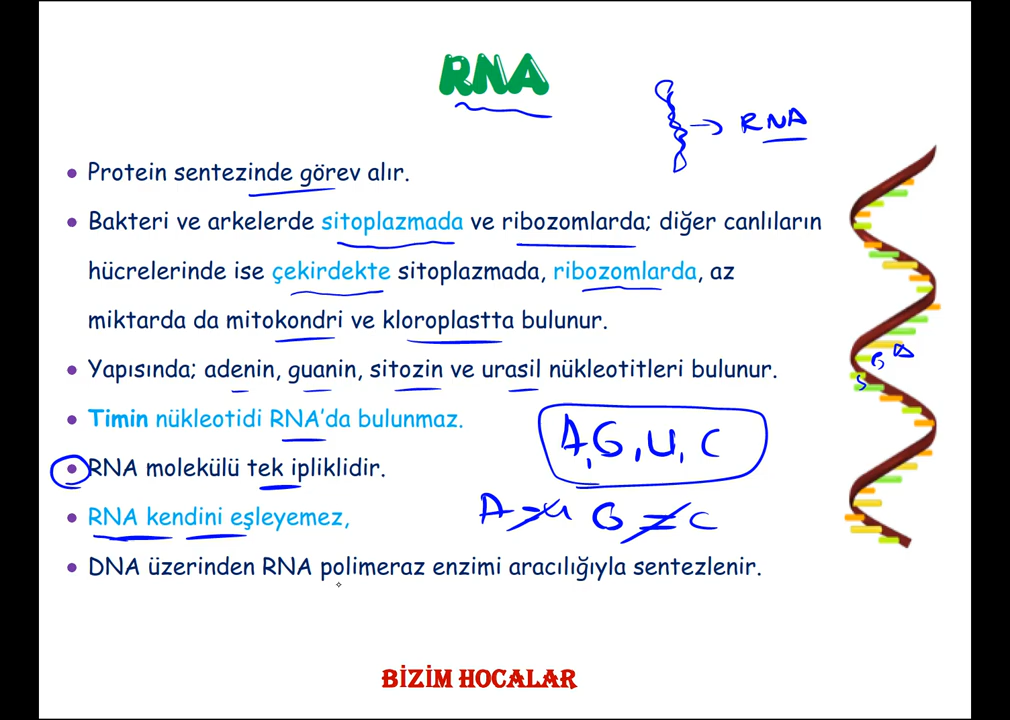 RNA
→ RNA
• Protein sentezinde görev alır.
• Bakteri ve arkelerde sitoplazmada ve ribozomlarda; diğer canlıların
hücrelerinde ise çekirdekte sitoplazmada, ribozomlarda, az
miktarda da mitokondri ve kloroplastta bulunur.
• Yapısında; adenin, guanin, sitozin ve urasil nükleotitleri bulunur.
• Timin nükleotidi RNA'da bulunmaz.
A, G, U, C
• RNA molekülü tek ipliklidir.
• RNA kendini eşleyemez,
A ≠ U G ≠ C
• DNA üzerinden RNA polimeraz enzimi aracılığıyla sentezlenir.
BİZİM HOCALAR